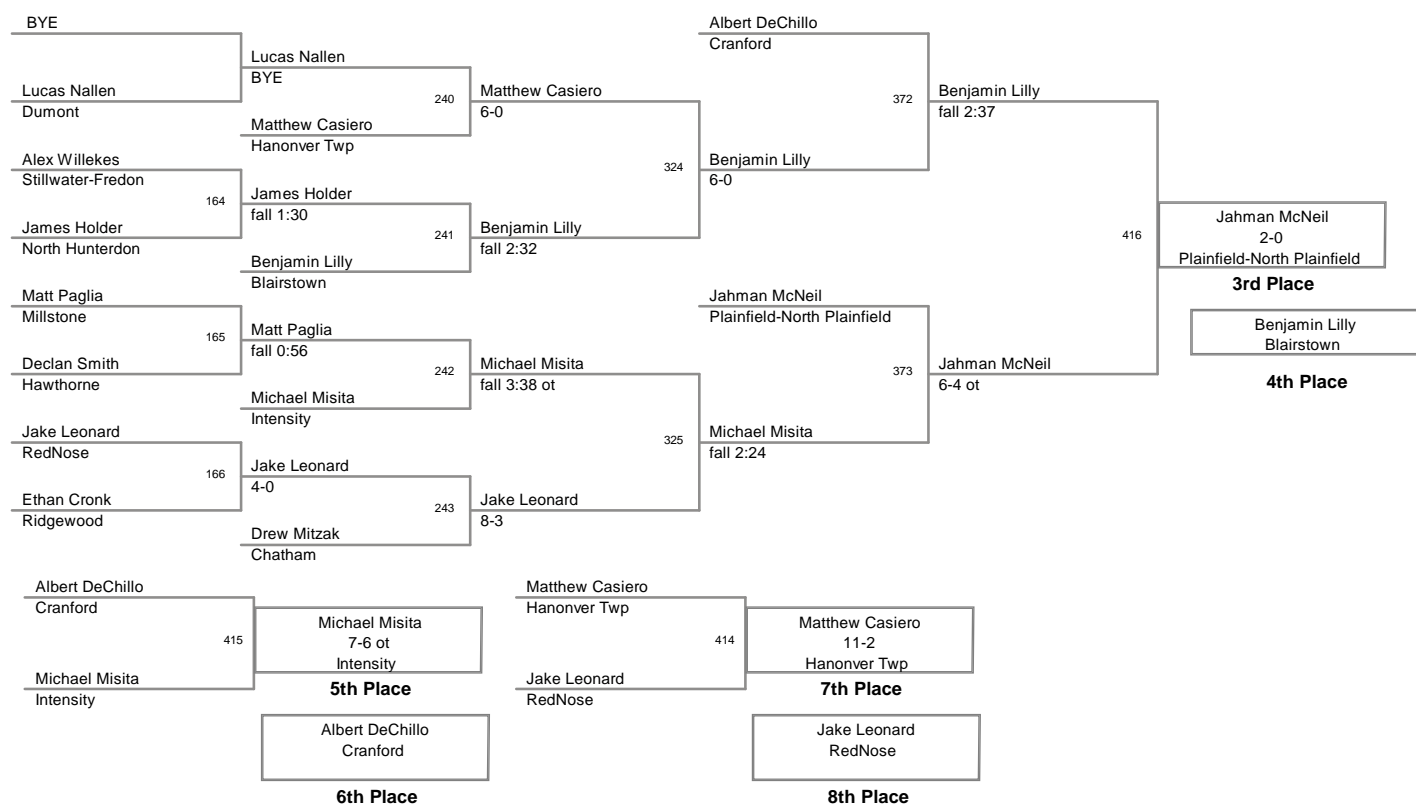 BYE
Lucas Nallen
Dumont
Alex Willekes
Stillwater-Fredon
164
James Holder
North Hunterdon
Matt Paglia
Millstone
165
Declan Smith
Hawthorne
Jake Leonard
RedNose
166
Ethan Cronk
Ridgewood
Lucas Nallen
BYE
240
Matthew Casiero
Hanonver Twp
James Holder
fall 1:30
241
Benjamin Lilly
Blairstown
Matt Paglia
fall 0:56
242
Michael Misita
Intensity
Jake Leonard
4-0
243
Drew Mitzak
Chatham
Matthew Casiero
6-0
324
Benjamin Lilly
fall 2:32
Michael Misita
fall 3:38 ot
325
Jake Leonard
8-3
Albert DeChillo
Cranford
372
Benjamin Lilly
6-0
Jahman McNeil
Plainfield-North Plainfield
373
Michael Misita
fall 2:24
Benjamin Lilly
fall 2:37
416
Jahman McNeil
6-4 ot
Jahman McNeil
2-0
Plainfield-North Plainfield
3rd Place
Benjamin Lilly
Blairstown
4th Place
Albert DeChillo
Cranford
415
Michael Misita
Intensity
Michael Misita
7-6 ot
Intensity
5th Place
Albert DeChillo
Cranford
6th Place
Matthew Casiero
Hanonver Twp
414
Jake Leonard
RedNose
Matthew Casiero
11-2
Hanonver Twp
7th Place
Jake Leonard
RedNose
8th Place